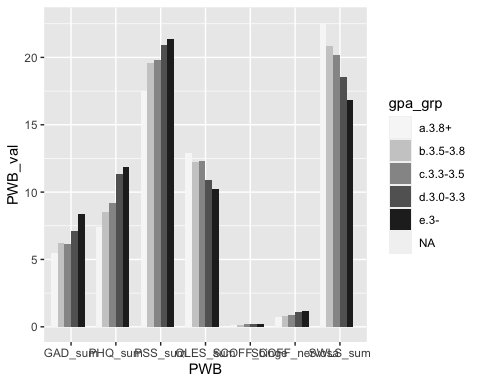 PWB_val
20
15
10
5
0
GAD_sum PHQ_sum PSS_sum
PWB
gpa_grp
a.3.8+
b.3.5-3.8
c.3.3-3.5
d.3.0-3.3
e.3-
NA